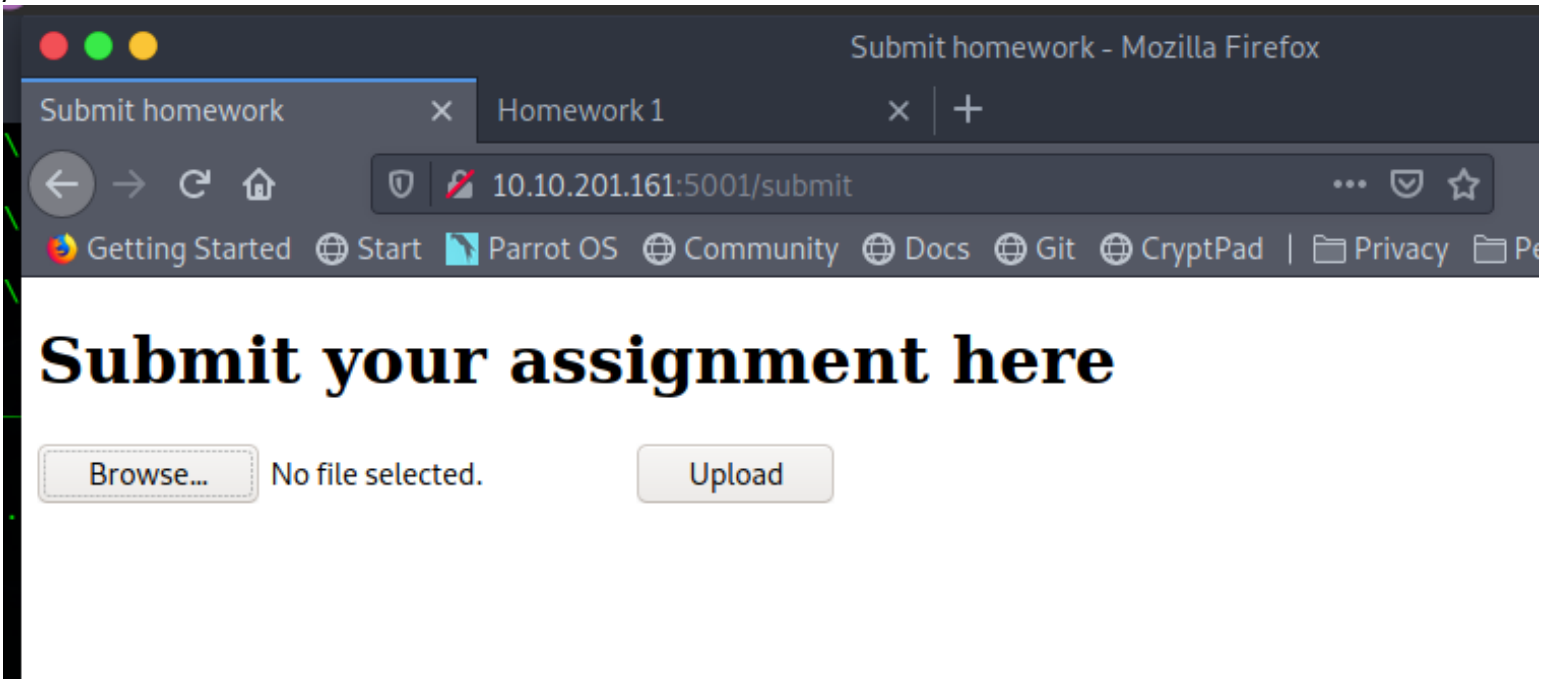 Submit homework - Mozilla Firefox
Submit homework Homework 1
10.10.201.161:5001/submit
Getting Started Start Parrot OS Community Docs Git CryptPad | Privacy
Submit your assignment here
Browse... No file selected. Upload